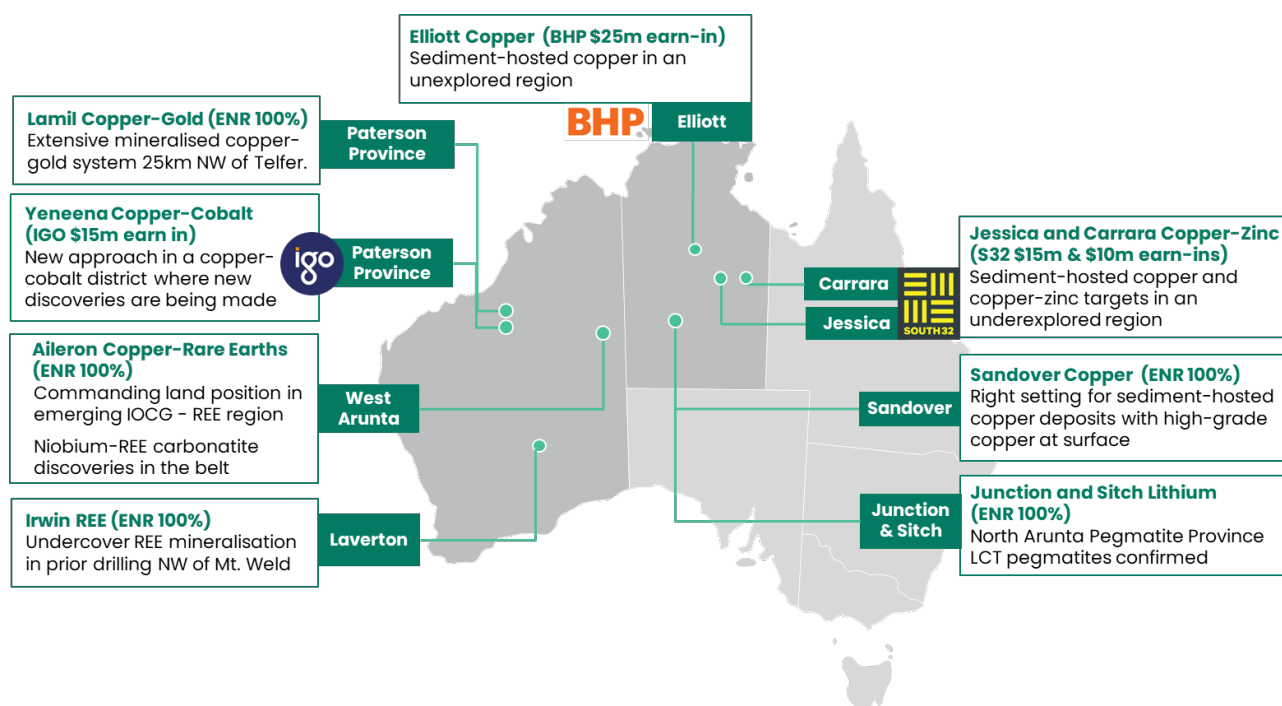 Elliott Copper (BHP $25m earn-in)
Sediment-hosted copper in an
unexplored region
BHP
Elliott
Lamil Copper-Gold (ENR 100%)
Extensive mineralised copper-
gold system 25km NW of Telfer.
Paterson
Province
Yeneena Copper-Cobalt
(IGO $15m earn in)
New approach in a copper-
cobalt district where new
discoveries are being made
igo
Paterson
Province
Aileron Copper-Rare Earths
(ENR 100%)
Commanding land position in
emerging IOCG - REE region
Niobium-REE carbonatite
discoveries in the belt
West
Arunta
Irwin REE (ENR 100%)
Undercover REE mineralisation
in prior drilling NW of Mt. Weld
Laverton
Carrara
Jessica
SOUTH32
Jessica and Carrara Copper-Zinc
(S32 $15m & $10m earn-ins)
Sediment-hosted copper and
copper-zinc targets in an
underexplored region
Sandover
Sandover Copper (ENR 100%)
Right setting for sediment-hosted
copper deposits with high-grade
copper at surface
Junction
& Sitch
Junction and Sitch Lithium
(ENR 100%)
North Arunta Pegmatite Province
LCT pegmatites confirmed